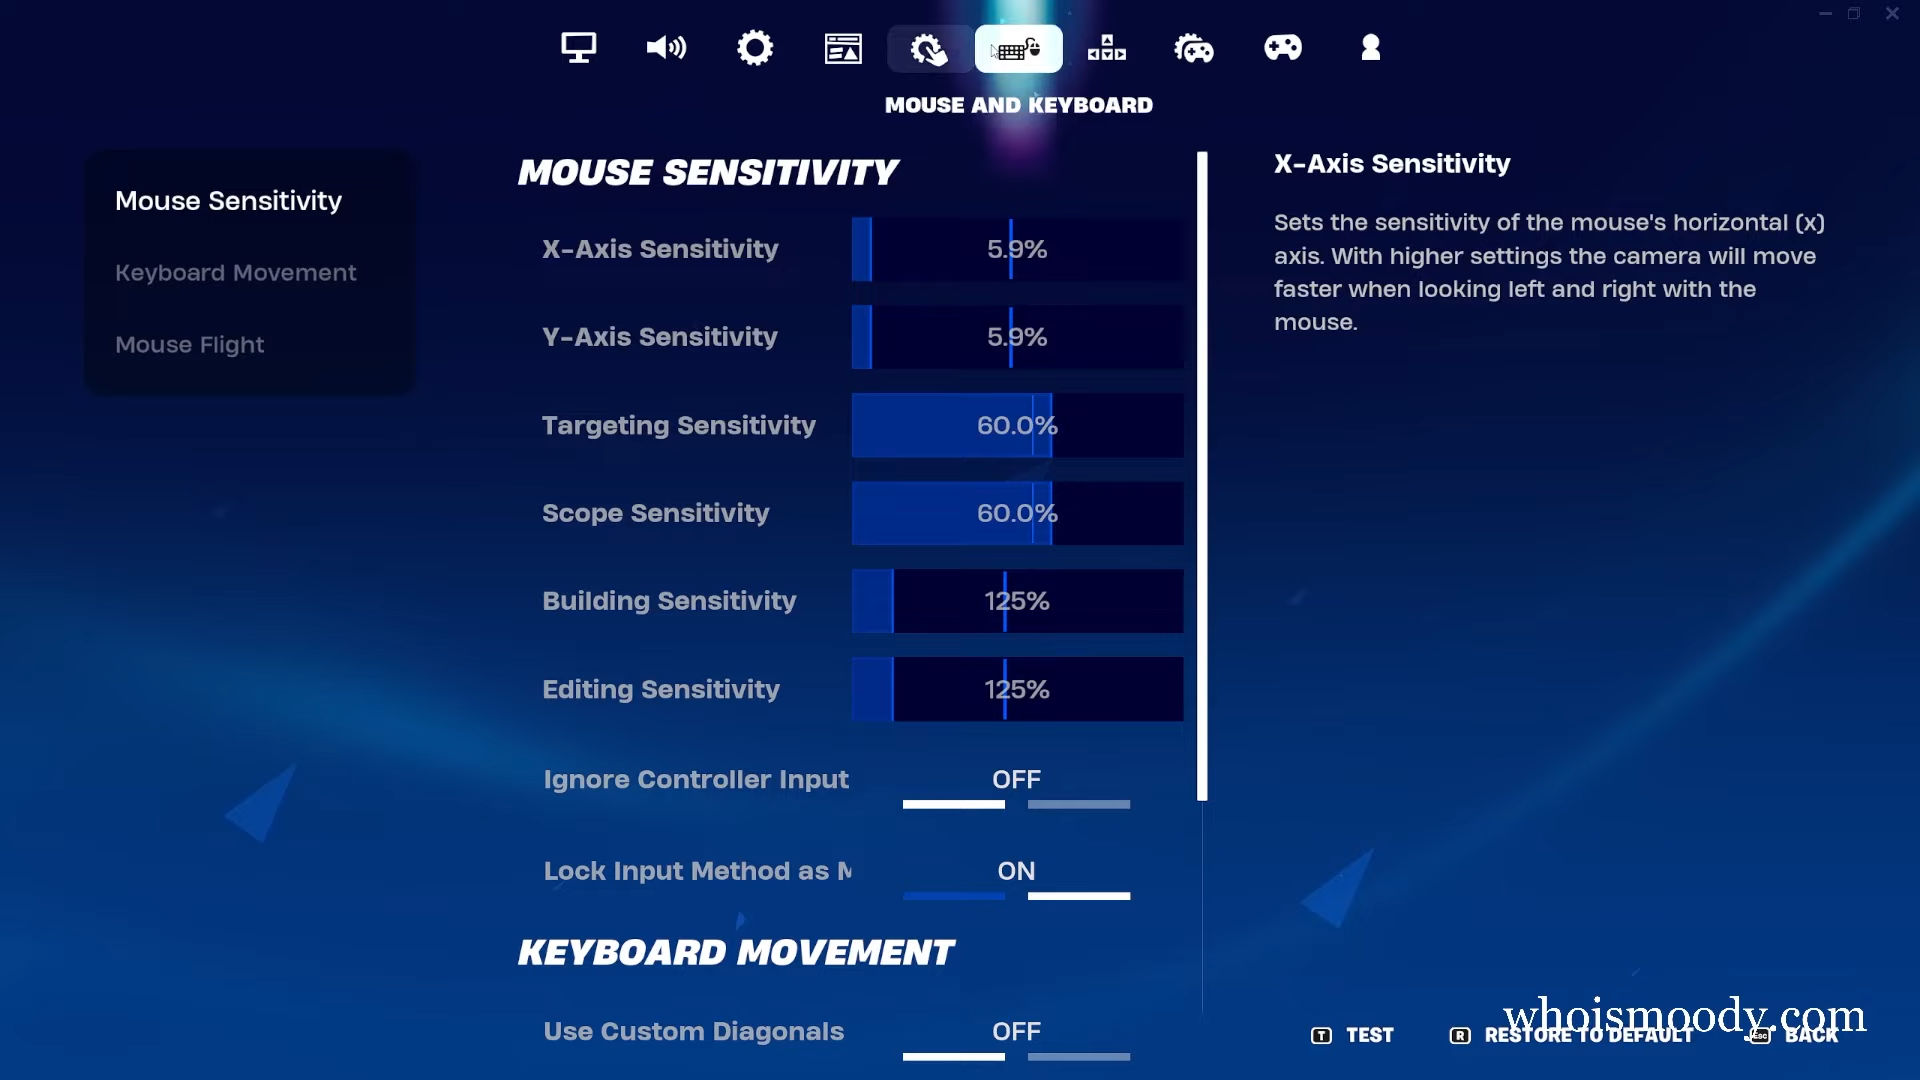 MOUSE AND KEYBOARD
Mouse Sensitivity
Keyboard Movement
Mouse Flight
MOUSE SENSITIVITY
X-Axis Sensitivity 5.9%
Y-Axis Sensitivity 5.9%
Targeting Sensitivity 60.0%
Scope Sensitivity 60.0%
Building Sensitivity 125%
Editing Sensitivity 125%
Ignore Controller Input OFF
Lock Input Method as M ON
KEYBOARD MOVEMENT
Use Custom Diagonals OFF
X-Axis Sensitivity
Sets the sensitivity of the mouse's horizontal (x)
axis. With higher settings the camera will move
faster when looking left and right with the
mouse.
whoismoody.com
T TEST R RESTORE TO DEFAULT ESC BACK